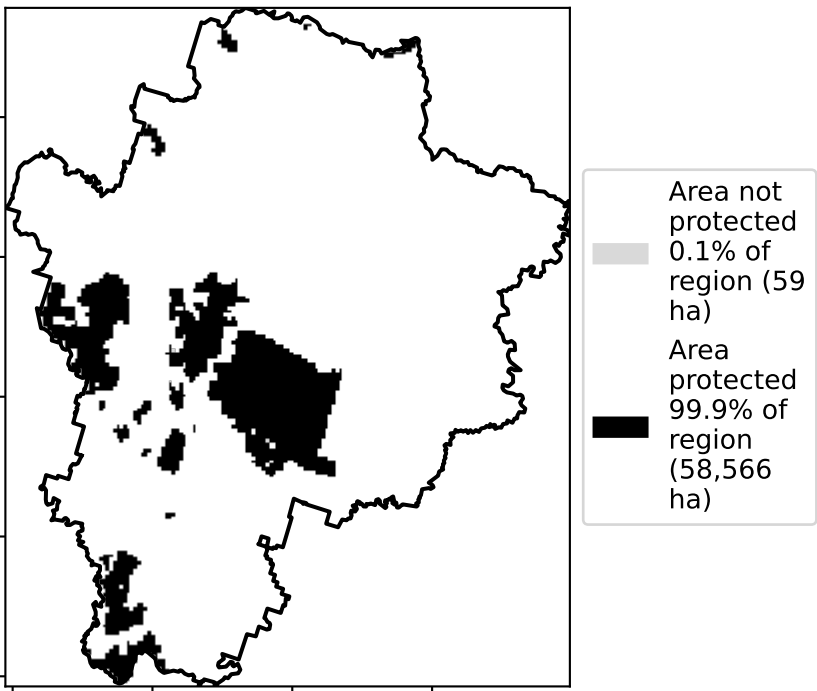 Area not
protected
0.1% of
region (59
ha)
Area
protected
99.9% of
region
(58,566
ha)